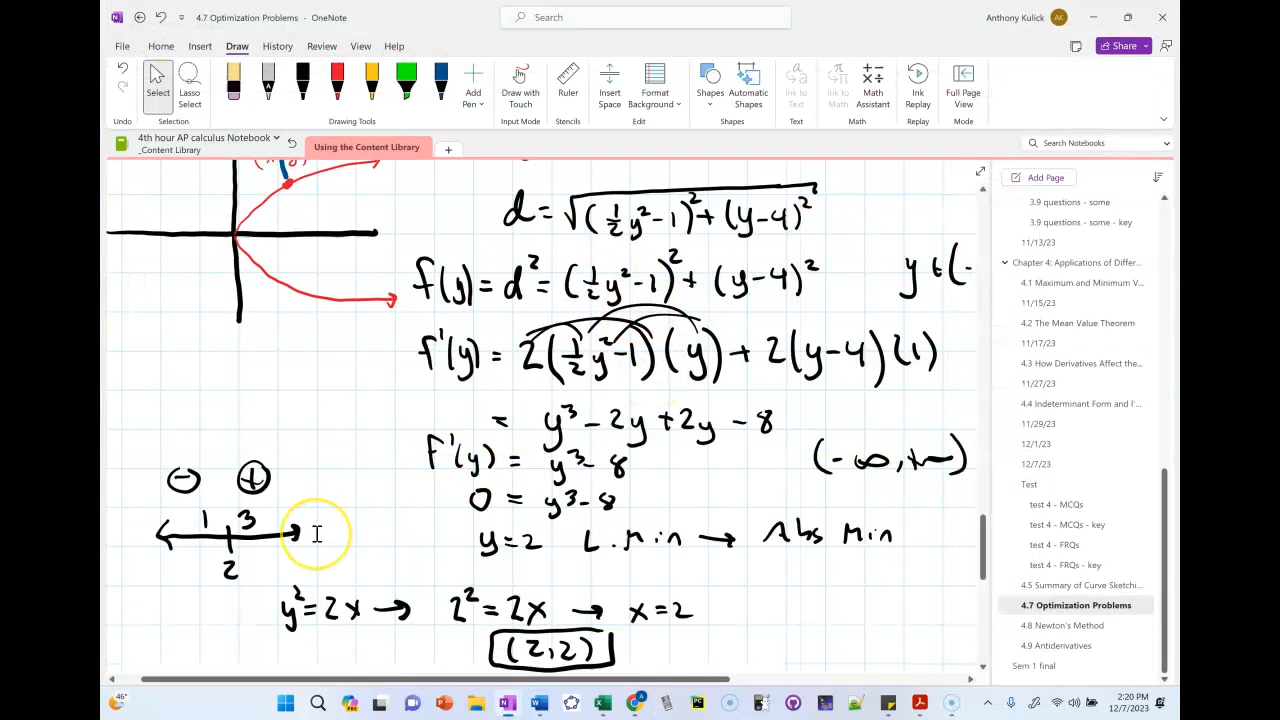 4.7 Optimization Problems - OneNote
Search
Anthony Kulick
AK
File Home Insert Draw History Review View Help
Share
Undo
Select
Lasso Select
Add Pen
Draw with Touch
Ruler
Insert Space
Format Background
Shapes
Automatic Shapes
Ink to Text
Ink to Math
Math Assistant
Ink Replay
Full Page View
Undo
Selection
Drawing Tools
Input Mode
Stencils
Edit
Shapes
Text
Math
Replay
Mode
4th hour AP calculus Notebook
_Content Library
Using the Content Library
Search Notebooks
Add Page
3.9 questions - some
3.9 questions - some - key
11/13/23
Chapter 4: Applications of Differ...
4.1 Maximum and Minimum V...
11/15/23
4.2 The Mean Value Theorem
11/17/23
4.3 How Derivatives Affect the...
11/27/23
4.4 Indeterminant Form and l'...
11/29/23
12/1/23
12/7/23
Test
test 4 - MCQs
test 4 - MCQs - key
test 4 - FRQs
test 4 - FRQs - key
4.5 Summary of Curve Sketchi...
4.7 Optimization Problems
4.8 Newton's Method
4.9 Antiderivatives
Sem 1 final
d = √(½y²-1)²+(y-4)²
f(y) = d² = (½y²-1)² + (y-4)²
y ∈ (-
f'(y) = 2(½y²-1)(y) + 2(y-4)(1)
= y³ - 2y + 2y - 8
f'(y) = y³ - 8
(-∞, +∞)
0 = y³ - 8
- +
1 3
2
y = 2 L. Min → Abs Min
y² = 2x → 2² = 2x → x = 2
(2,2)
46°
2:20 PM
12/7/2023